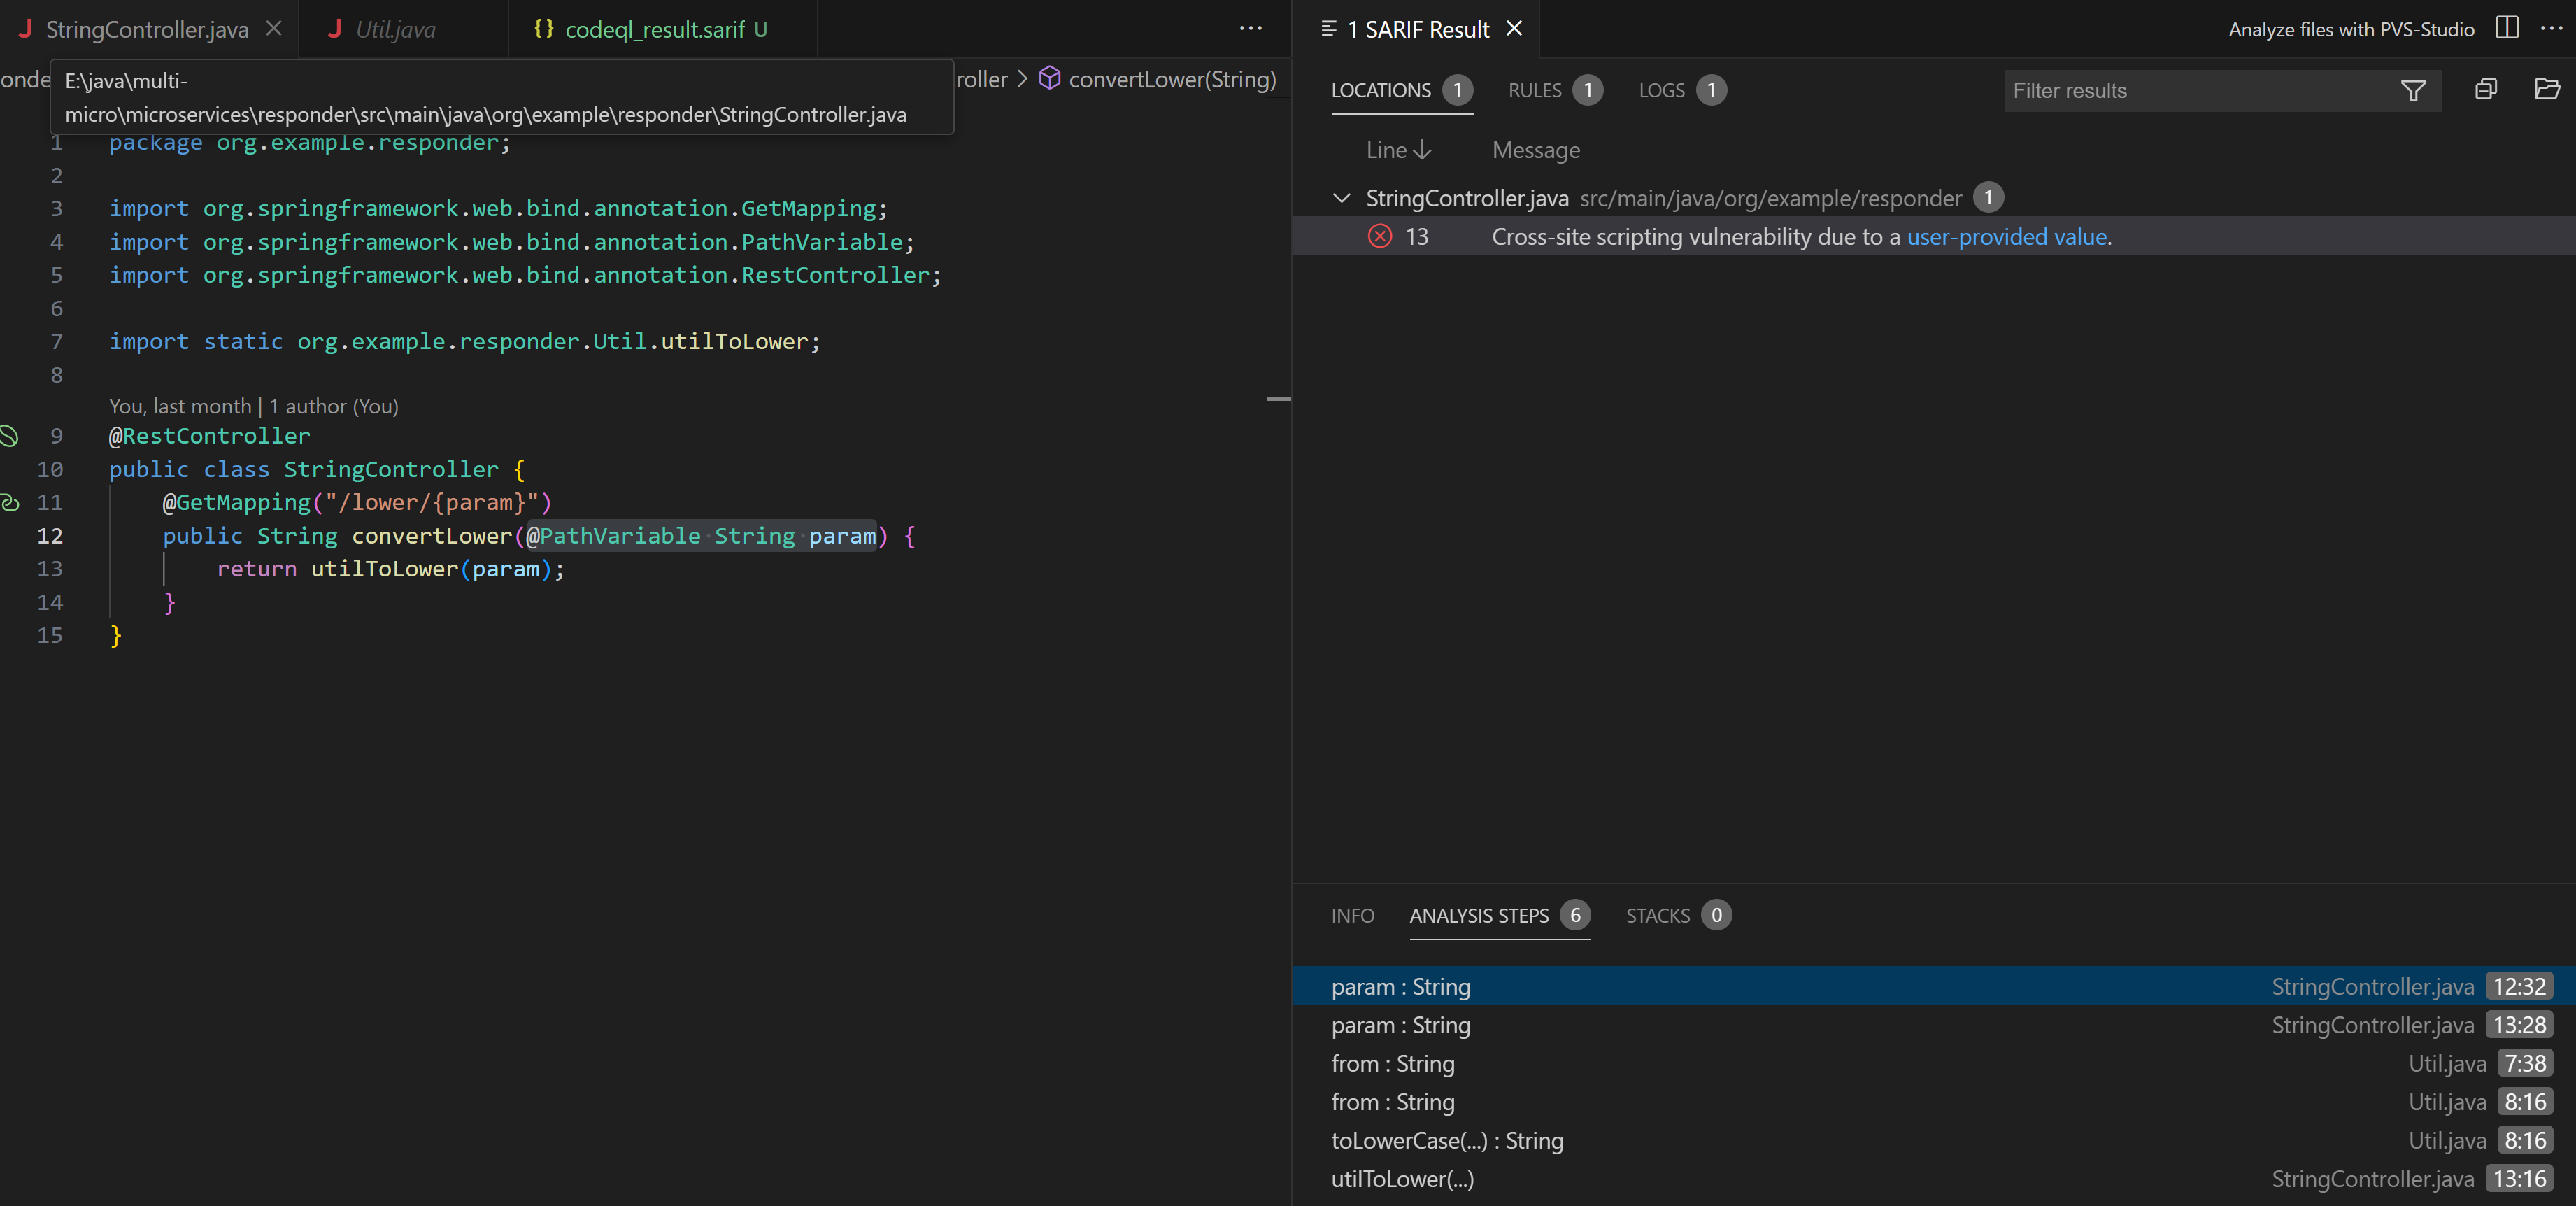 StringController.java
Util.java
{} codeql_result.sarif U
...
1 SARIF Result
Analyze files with PVS-Studio
...
onde
E:\java\multi-
micro\microservices\responder\src\main\java\org\example\responder\StringController.java
roller > convertLower(String)
1 package org.example.responder;
2
3 import org.springframework.web.bind.annotation.GetMapping;
4 import org.springframework.web.bind.annotation.PathVariable;
5 import org.springframework.web.bind.annotation.RestController;
6
7 import static org.example.responder.Util.utilToLower;
8
You, last month | 1 author (You)
9 @RestController
10 public class StringController {
11 @GetMapping("/lower/{param}")
12 public String convertLower(@PathVariable String param) {
13 return utilToLower(param);
14 }
15 }
LOCATIONS 1 RULES 1 LOGS 1
Filter results
Line Message
StringController.java src/main/java/org/example/responder 1
13 Cross-site scripting vulnerability due to a user-provided value.
INFO ANALYSIS STEPS 6 STACKS 0
param : String StringController.java 12:32
param : String StringController.java 13:28
from : String Util.java 7:38
from : String Util.java 8:16
toLowerCase(...) : String Util.java 8:16
utilToLower(...) StringController.java 13:16